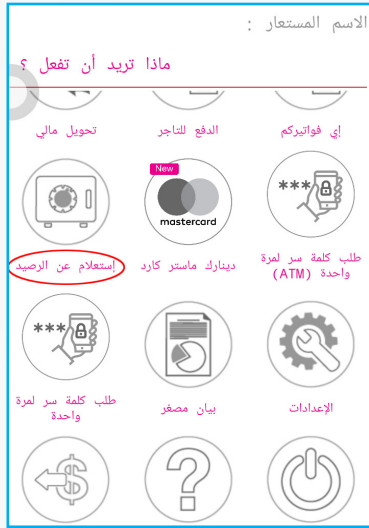 الاسم المستعار :
ماذا تريد أن تفعل ؟
إي فواتيركم
الدفع للتاجر
تحويل مالي
***
New
mastercard
طلب كلمة سر لمرة
واحدة (ATM)
دينارك ماستر كارد
إستعلام عن الرصيد
***
الإعدادات
بيان مصغر
طلب كلمة سر لمرة
واحدة